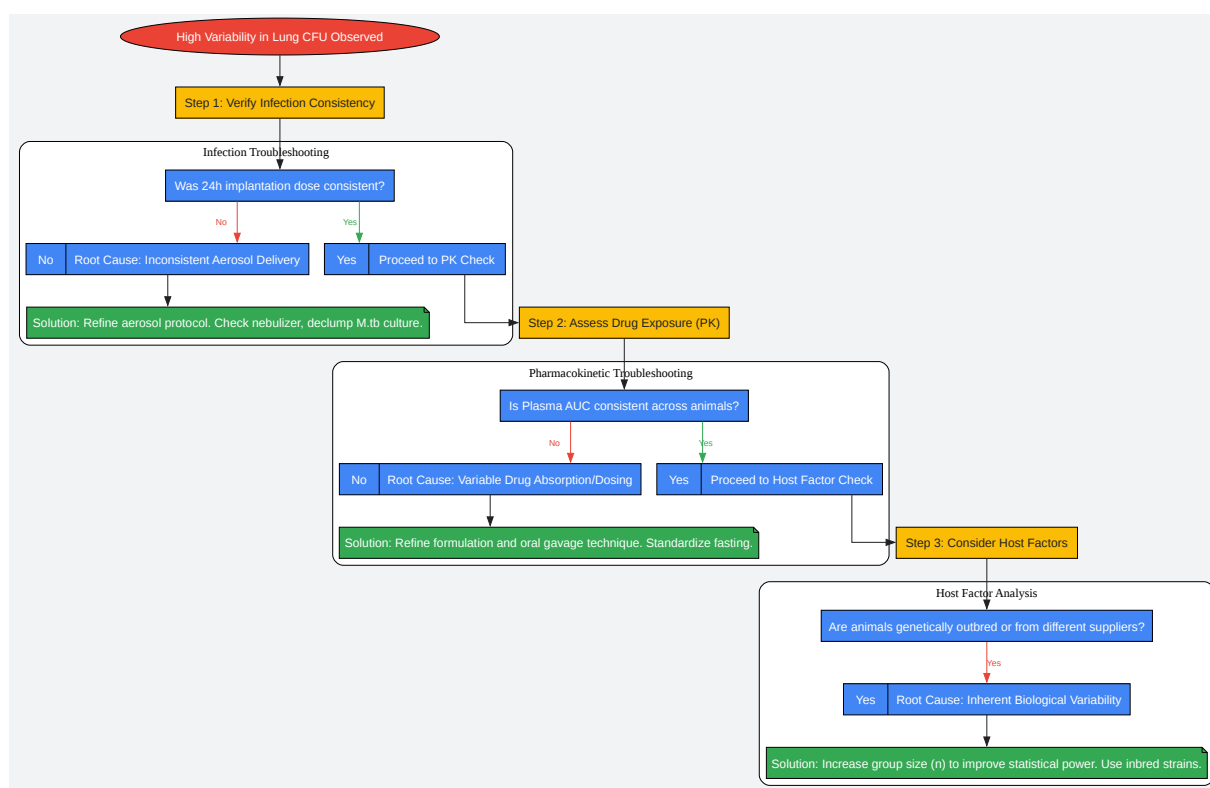 High Variability in Lung CFU Observed
Step 1: Verify Infection Consistency
Infection Troubleshooting
Was 24h implantation dose consistent?
No
Yes
No
Root Cause: Inconsistent Aerosol Delivery
Yes
Proceed to PK Check
Solution: Refine aerosol protocol. Check nebulizer, declump M.tb culture.
Step 2: Assess Drug Exposure (PK)
Pharmacokinetic Troubleshooting
Is Plasma AUC consistent across animals?
No
Yes
No
Root Cause: Variable Drug Absorption/Dosing
Yes
Proceed to Host Factor Check
Solution: Refine formulation and oral gavage technique. Standardize fasting.
Step 3: Consider Host Factors
Host Factor Analysis
Are animals genetically outbred or from different suppliers?
Yes
Yes
Root Cause: Inherent Biological Variability
Solution: Increase group size (n) to improve statistical power. Use inbred strains.